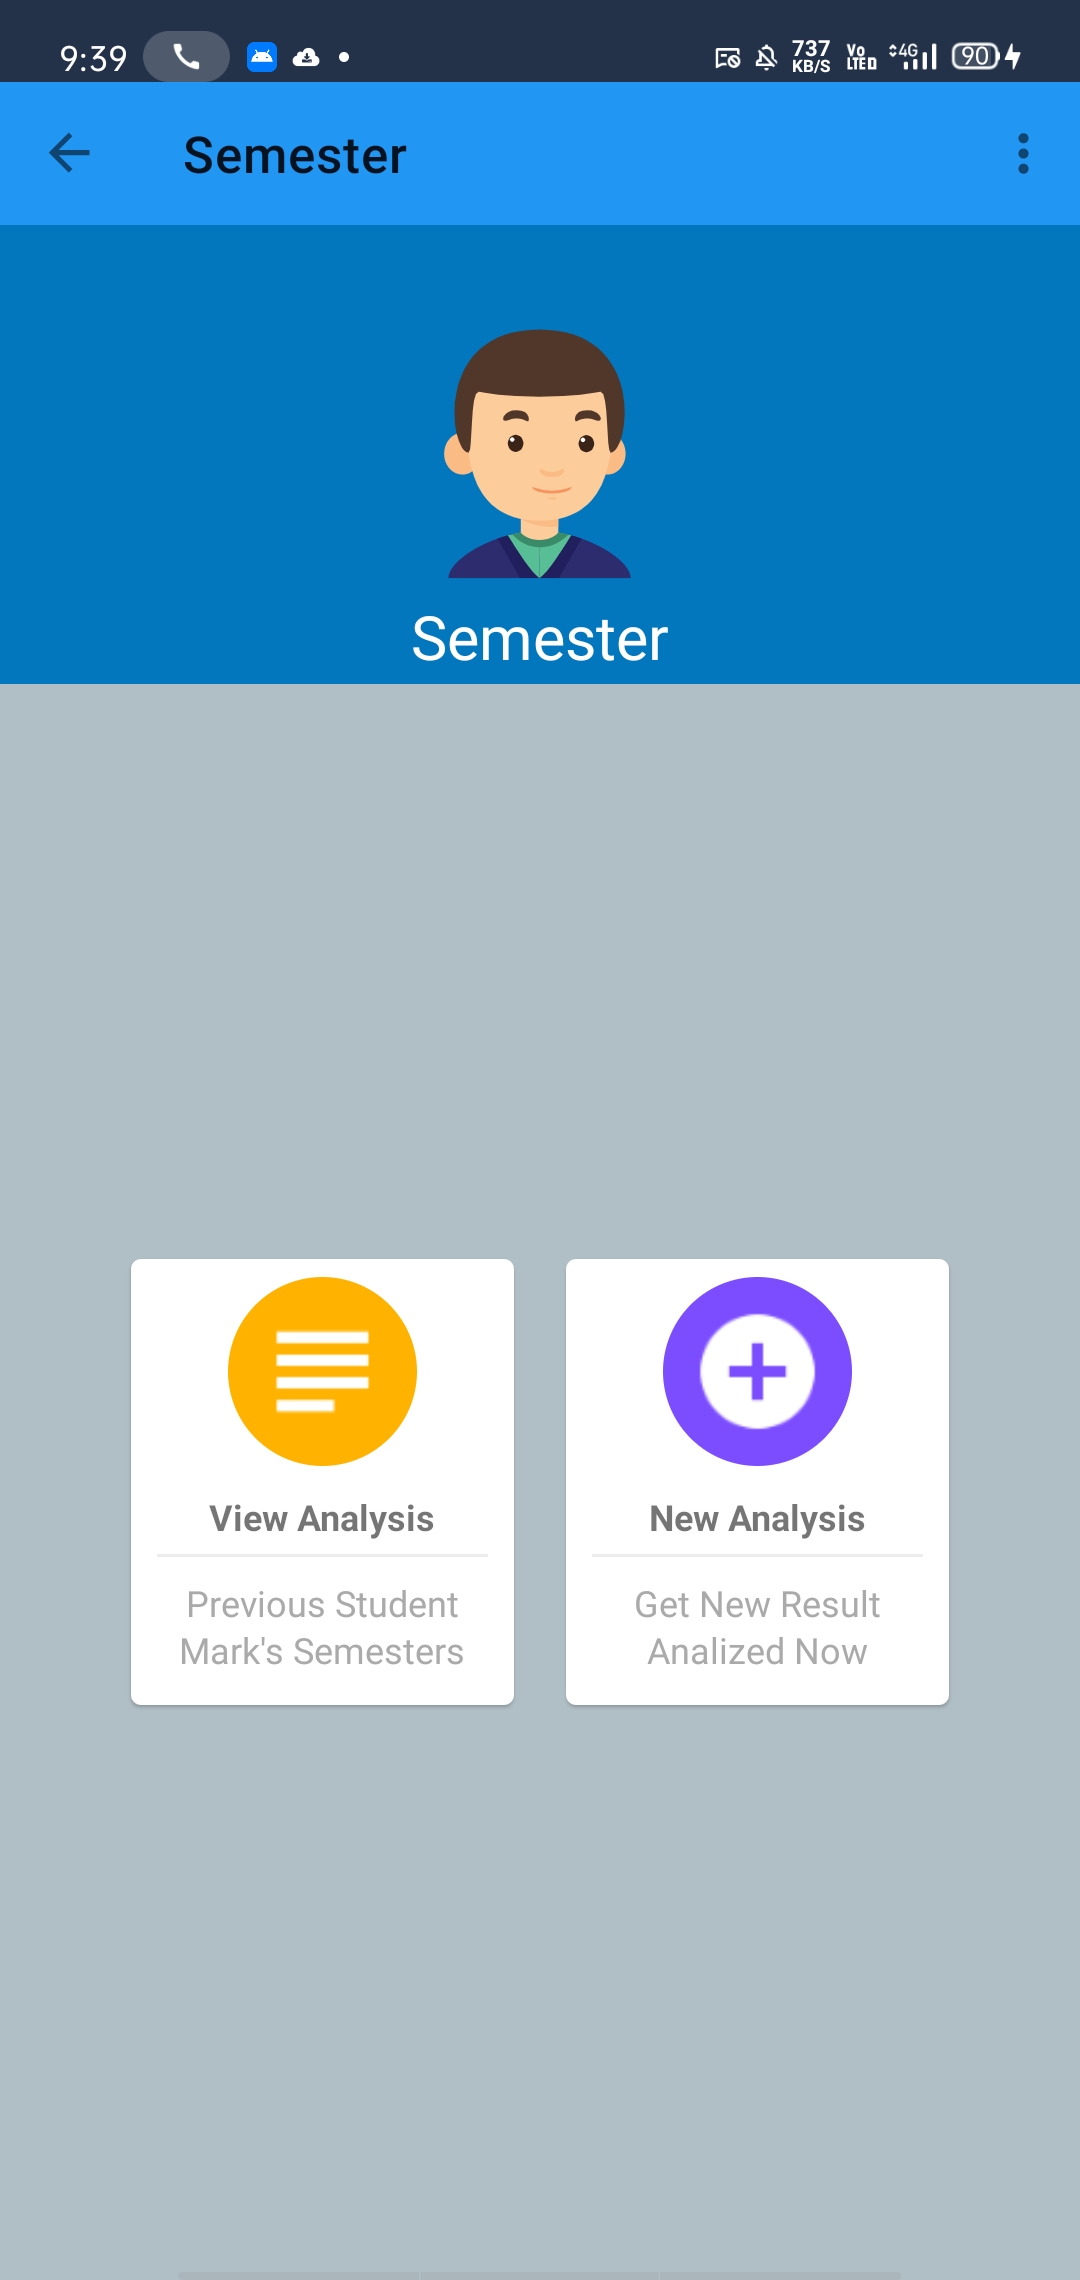 9:39
737
KB/S
Vo
LTE
4G
90
Semester
Semester
View Analysis
Previous Student
Mark's Semesters
New Analysis
Get New Result
Analized Now